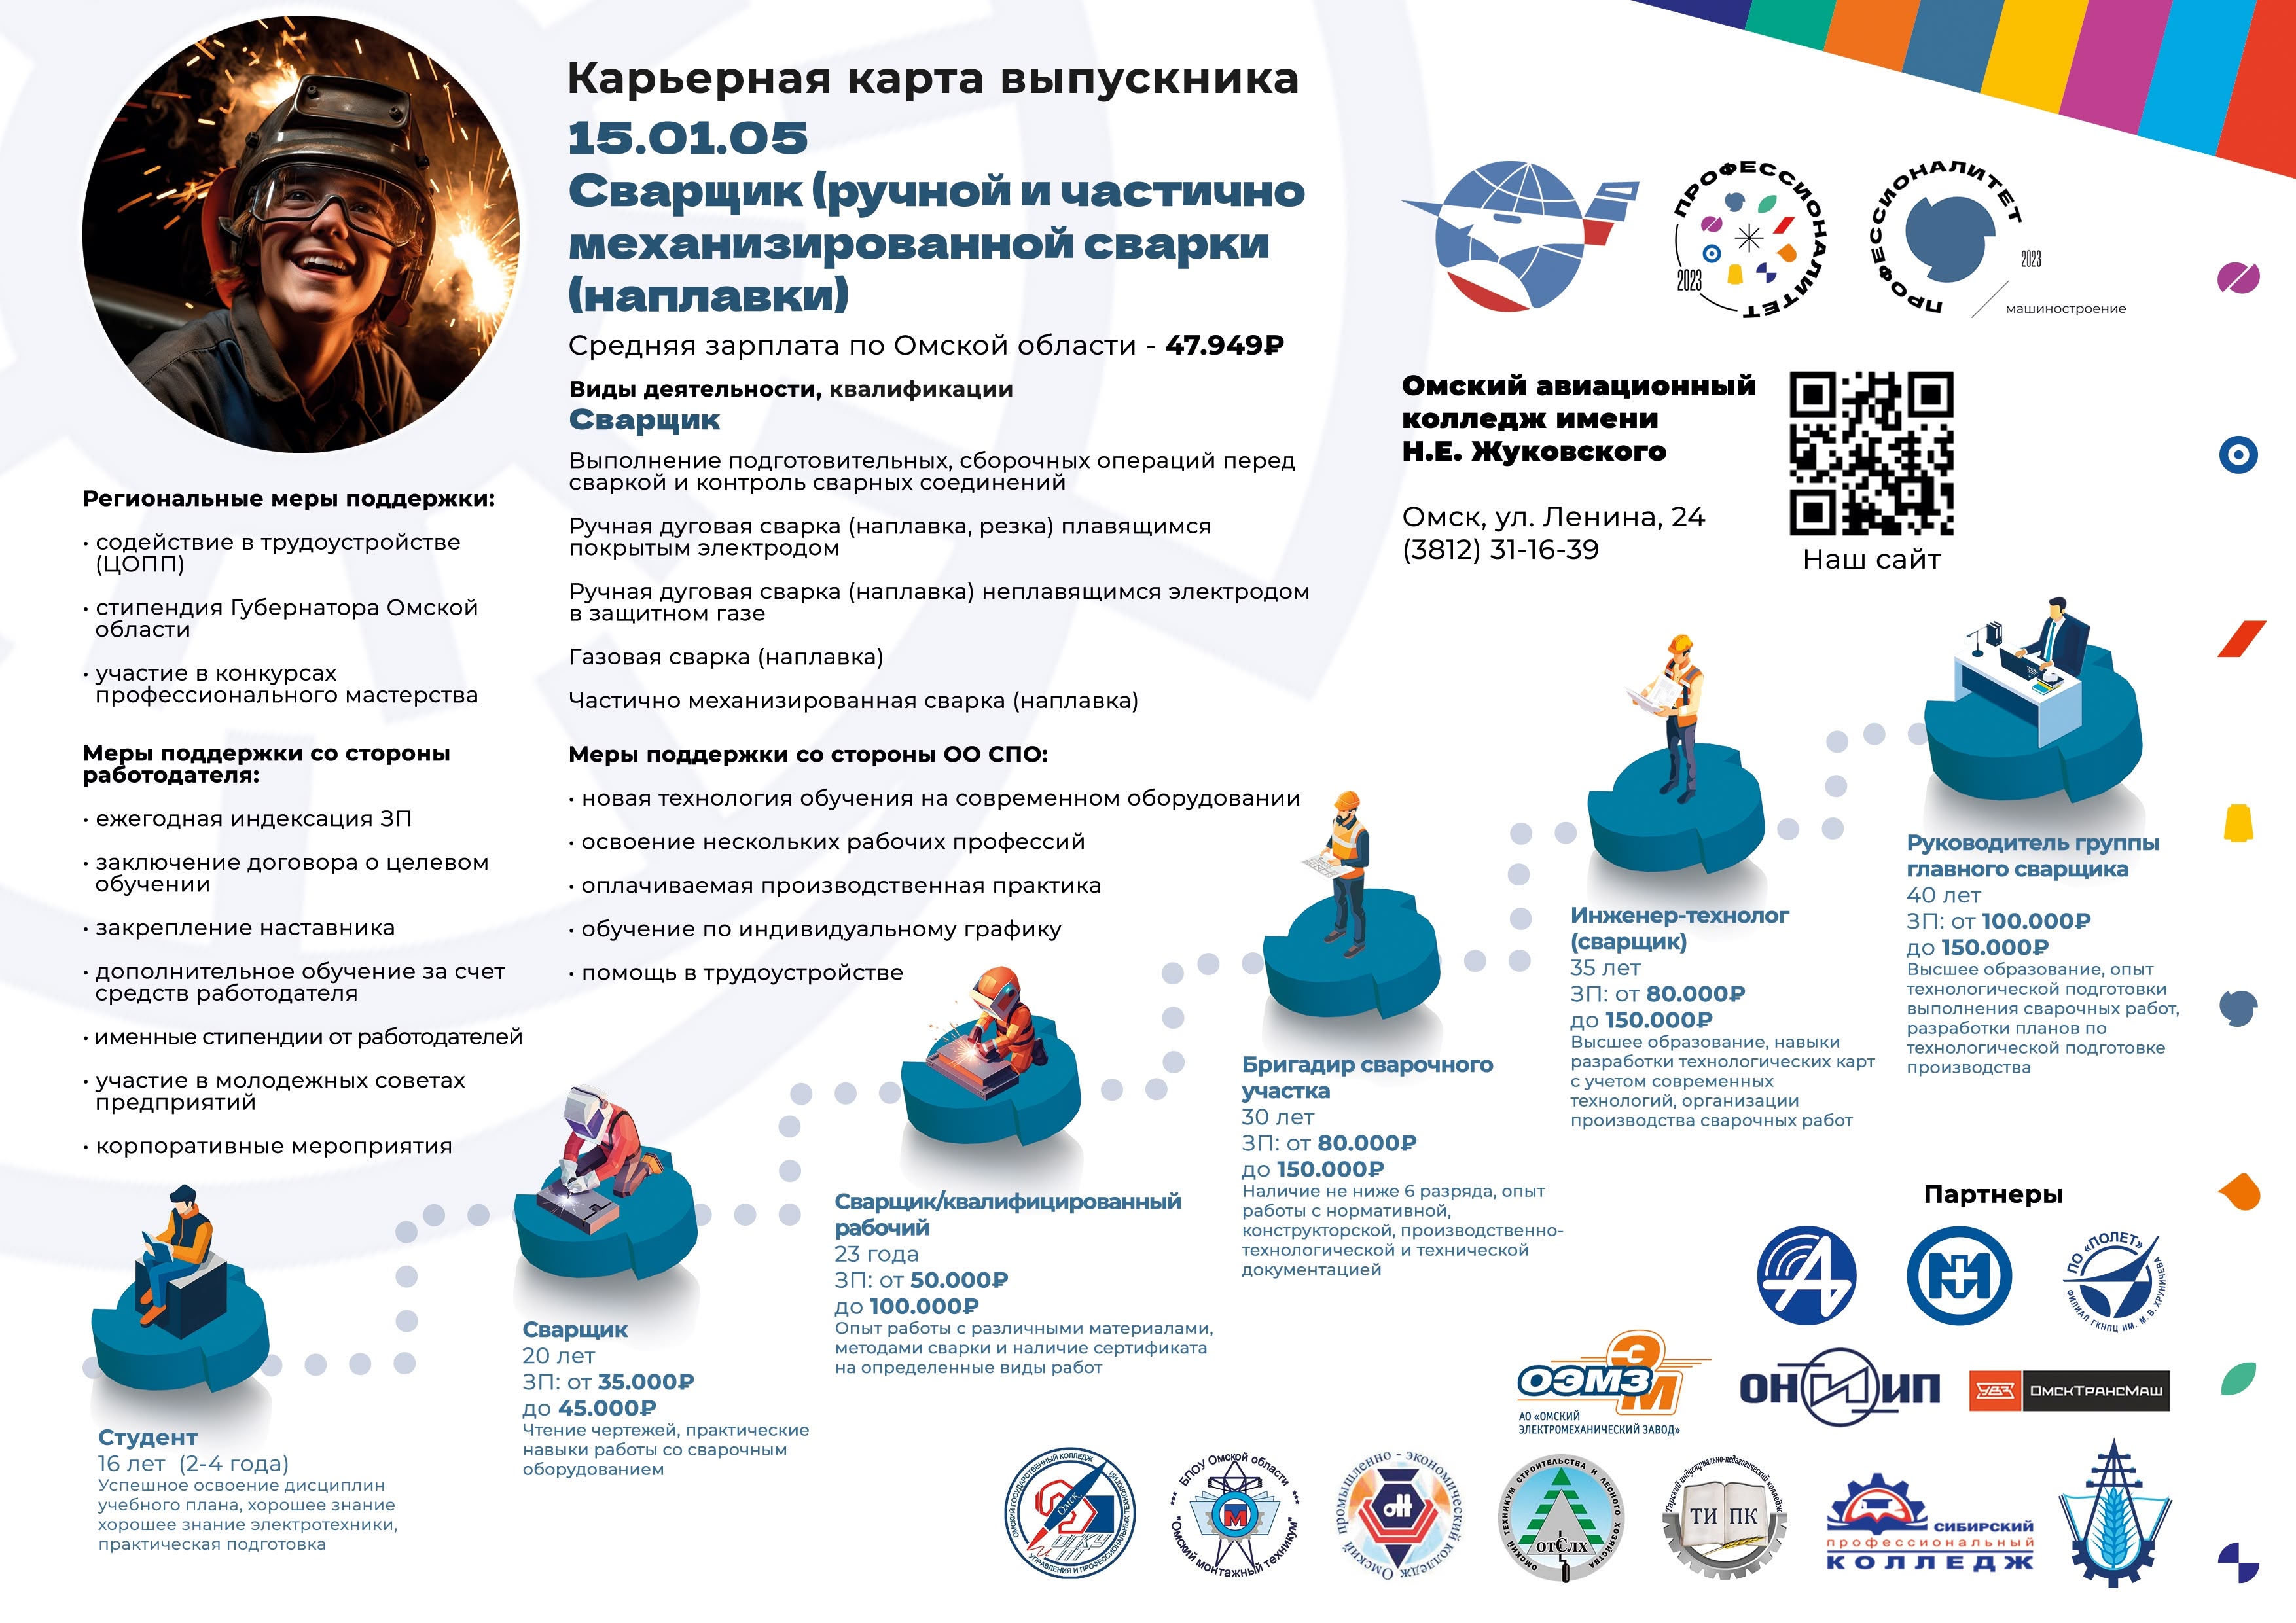 Карьерная карта выпускника
15.01.05
Сварщик (ручной и частично
механизированной сварки
(наплавки)
Средняя зарплата по Омской области - 47.949₽
Виды деятельности, квалификации
Сварщик
Выполнение подготовительных, сборочных операций перед
сваркой и контроль сварных соединений
Ручная дуговая сварка (наплавка, резка) плавящимся
покрытым электродом
Ручная дуговая сварка (наплавка) неплавящимся электродом
в защитном газе
Газовая сварка (наплавка)
Частично механизированная сварка (наплавка)
Меры поддержки со стороны ОО СПО:
· новая технология обучения на современном оборудовании
· освоение нескольких рабочих профессий
· оплачиваемая производственная практика
· обучение по индивидуальному графику
· помощь в трудоустройстве
Региональные меры поддержки:
· содействие в трудоустройстве
(ЦОПП)
· стипендия Губернатора Омской
области
· участие в конкурсах
профессионального мастерства
Меры поддержки со стороны
работодателя:
· ежегодная индексация ЗП
· заключение договора о целевом
обучении
· закрепление наставника
· дополнительное обучение за счет
средств работодателя
· именные стипендии от работодателей
· участие в молодежных советах
предприятий
· корпоративные мероприятия
ПРОФЕССИОНАЛИТЕТ
2023
ПРОФЕССИОНАЛИТЕТ
2023
машиностроение
Омский авиационный
колледж имени
Н.Е. Жуковского
Омск, ул. Ленина, 24
(3812) 31-16-39
Наш сайт
Студент
16 лет (2-4 года)
Успешное освоение дисциплин
учебного плана, хорошее знание
хорошее знание электротехники,
практическая подготовка
Сварщик
20 лет
ЗП: от 35.000₽
до 45.000₽
Чтение чертежей, практические
навыки работы со сварочным
оборудованием
Сварщик/квалифицированный
рабочий
23 года
ЗП: от 50.000₽
до 100.000₽
Опыт работы с различными материалами,
методами сварки и наличие сертификата
на определенные виды работ
Бригадир сварочного
участка
30 лет
ЗП: от 80.000₽
до 150.000₽
Наличие не ниже 6 разряда, опыт
работы с нормативной,
конструкторской, производственно-
технологической и технической
документацией
Инженер-технолог
(сварщик)
35 лет
ЗП: от 80.000₽
до 150.000₽
Высшее образование, навыки
разработки технологических карт
с учетом современных
технологий, организации
производства сварочных работ
Руководитель группы
главного сварщика
40 лет
ЗП: от 100.000₽
до 150.000₽
Высшее образование, опыт
технологической подготовки
выполнения сварочных работ,
разработки планов по
технологической подготовке
производства
Партнеры
ПО «ПОЛЕТ»
ФИЛИАЛ ГКНПЦ ИМ. М. В. ХРУНИЧЕВА
ОЭМЗ
ЭМ
АО «ОМСКИЙ
ЭЛЕКТРОМЕХАНИЧЕСКИЙ ЗАВОД»
ОНИИП
УВЗ ОМСКТРАНСМАШ
ОМСКИЙ ГОСУДАРСТВЕННЫЙ КОЛЛЕДЖ
УПРАВЛЕНИЯ И ПРОФЕССИОНАЛЬНЫХ ТЕХНОЛОГИЙ
Омск
БПОУ Омской области
М
"Омский монтажный техникум"
Омский промышленно - экономический колледж
ОМСКИЙ ТЕХНИКУМ СТРОИТЕЛЬСТВА И ЛЕСНОГО ХОЗЯЙСТВА
отСлх
Тарский индустриально-педагогический колледж
ТИ ПК
СИБИРСКИЙ
профессиональный
КОЛЛЕДЖ